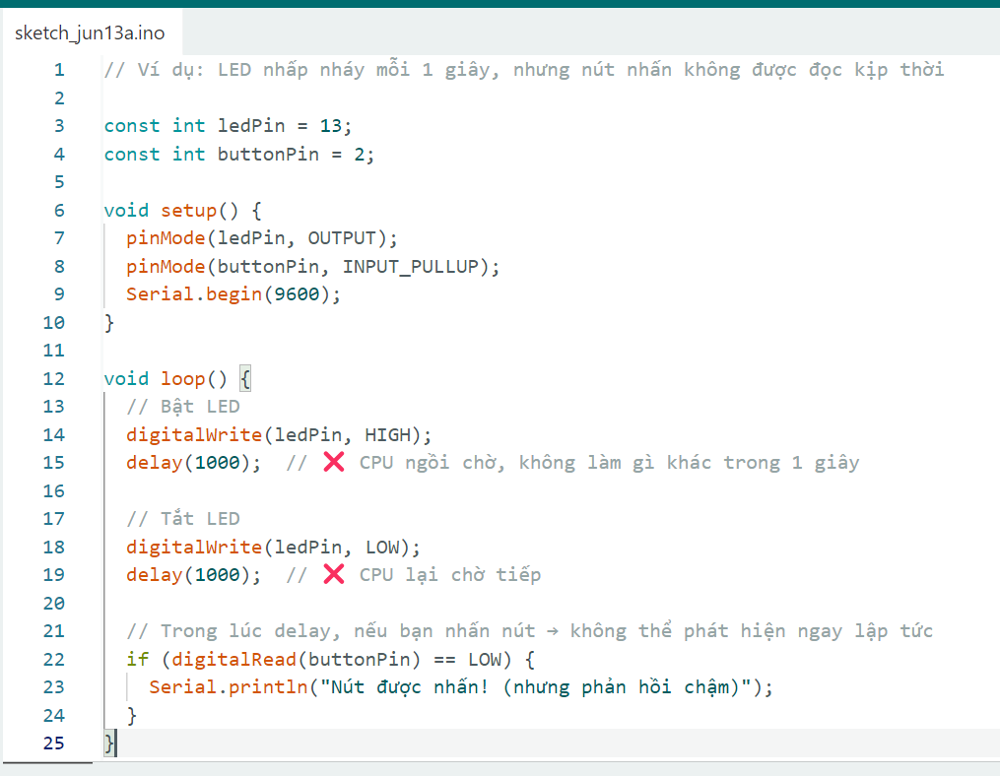 sketch_jun13a.ino
1 // Ví dụ: LED nhấp nháy mỗi 1 giây, nhưng nút nhấn không được đọc kịp thời
2
3 const int ledPin = 13;
4 const int buttonPin = 2;
5
6 void setup() {
7   pinMode(ledPin, OUTPUT);
8   pinMode(buttonPin, INPUT_PULLUP);
9   Serial.begin(9600);
10 }
11
12 void loop() {
13   // Bật LED
14   digitalWrite(ledPin, HIGH);
15   delay(1000);  // ❌ CPU ngồi chờ, không làm gì khác trong 1 giây
16
17   // Tắt LED
18   digitalWrite(ledPin, LOW);
19   delay(1000);  // ❌ CPU lại chờ tiếp
20
21   // Trong lúc delay, nếu bạn nhấn nút → không thể phát hiện ngay lập tức
22   if (digitalRead(buttonPin) == LOW) {
23     Serial.println("Nút được nhấn! (nhưng phản hồi chậm)");
24   }
25 }